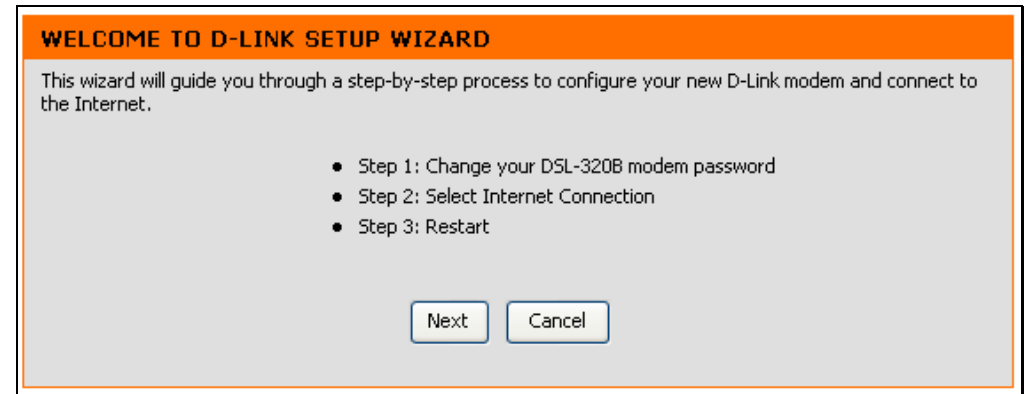 WELCOME TO D-LINK SETUP WIZARD
This wizard will guide you through a step-by-step process to configure your new D-Link modem and connect to
the Internet.
● Step 1: Change your DSL-320B modem password
● Step 2: Select Internet Connection
● Step 3: Restart
Next Cancel